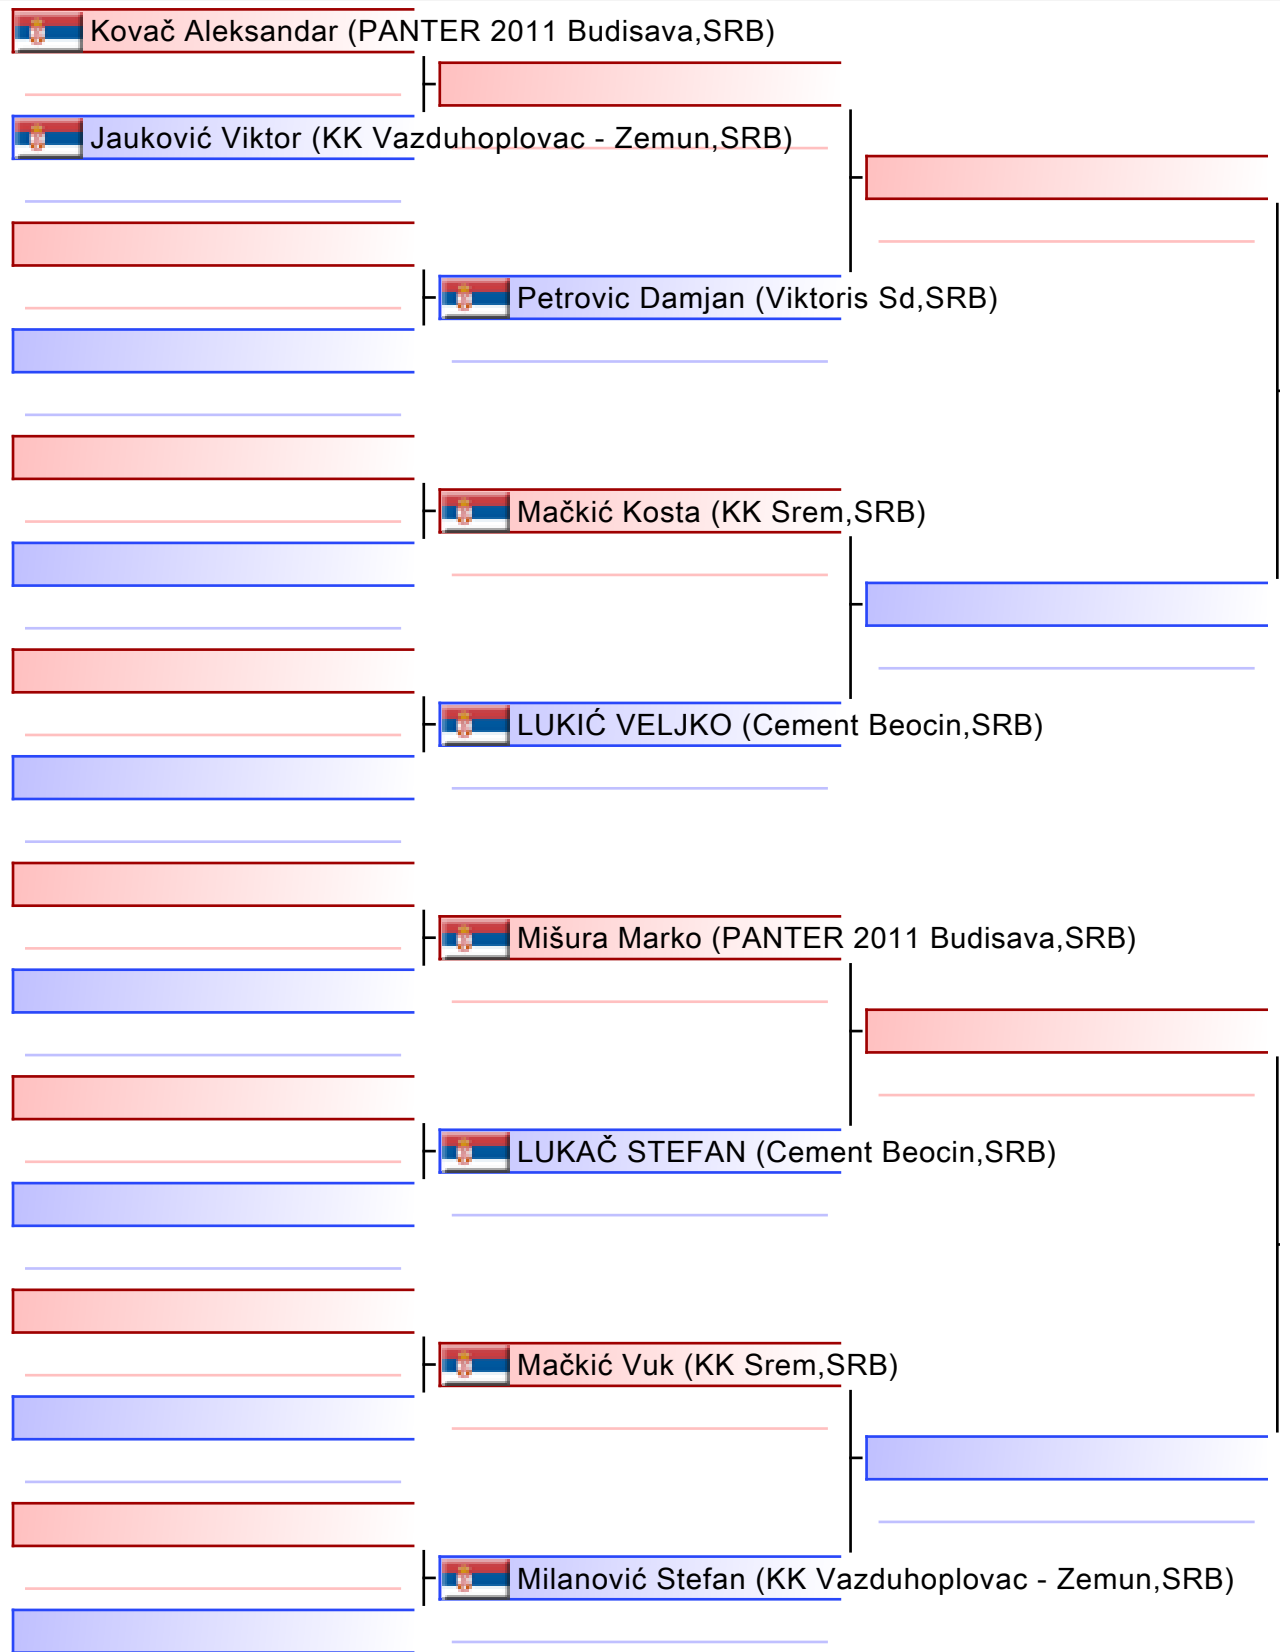 Kovač Aleksandar (PANTER 2011 Budisava,SRB)
Jauković Viktor (KK Vazduhoplovac - Zemun,SRB)
Petrovic Damjan (Viktoris Sd,SRB)
Mačkić Kosta (KK Srem,SRB)
LUKIĆ VELJKO (Cement Beocin,SRB)
Mišura Marko (PANTER 2011 Budisava,SRB)
LUKAČ STEFAN (Cement Beocin,SRB)
Mačkić Vuk (KK Srem,SRB)
Milanović Stefan (KK Vazduhoplovac - Zemun,SRB)